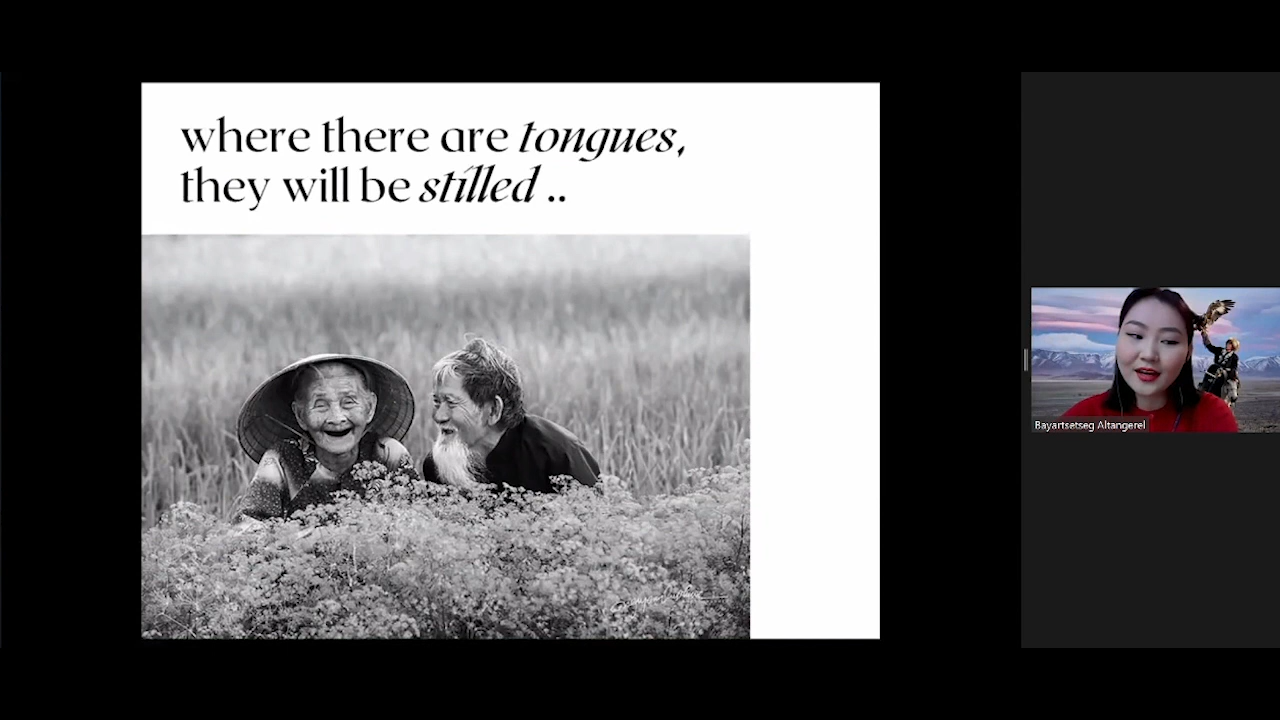 where there are tongues,
they will be stilled ..
Bayartsetseg Altangerel